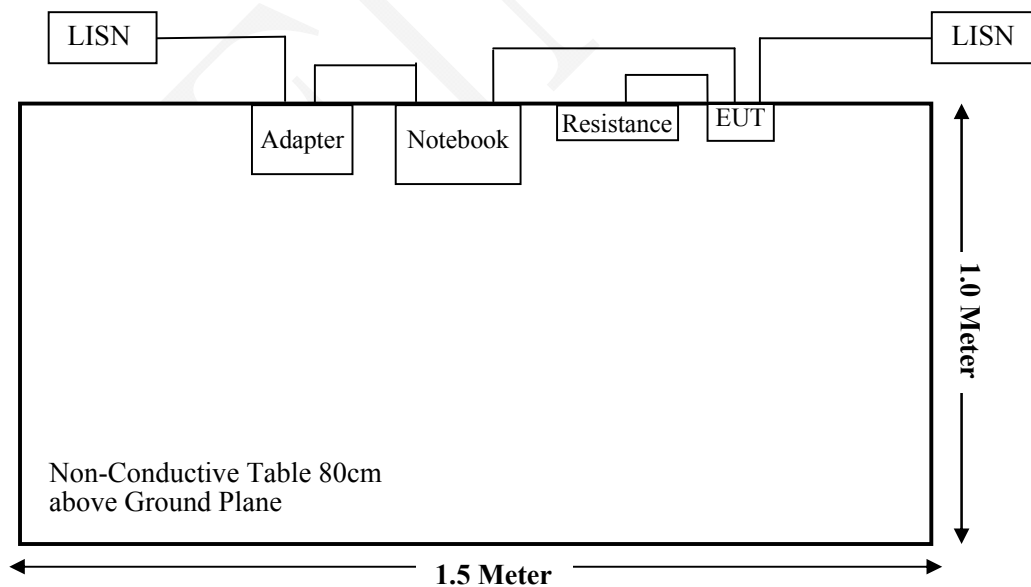 LISN
LISN
Adapter
Notebook
Resistance
EUT
1.0 Meter
Non-Conductive Table 80cm
above Ground Plane
1.5 Meter